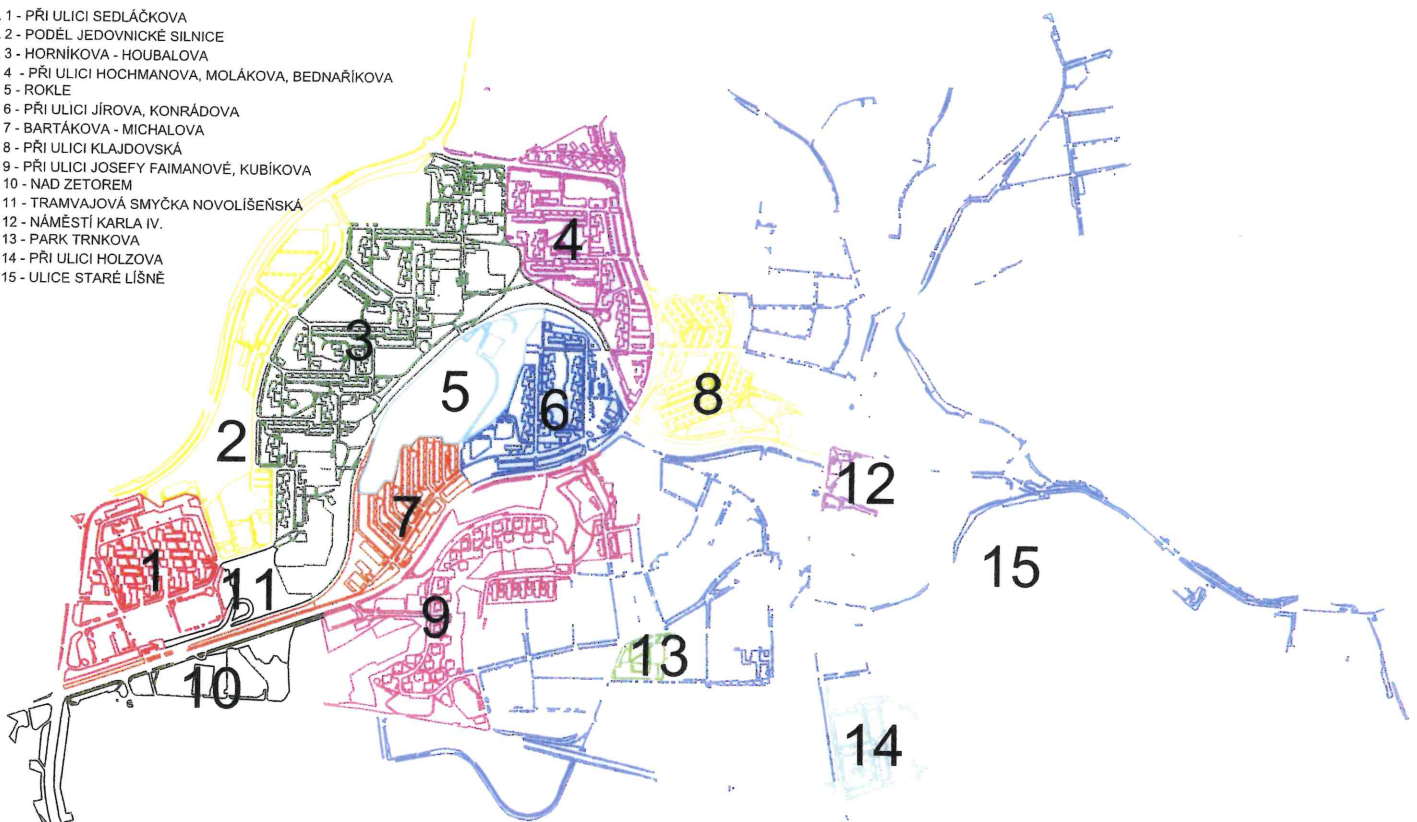 1 - PŘI ULICI SEDLÁČKOVA
2 - PODÉL JEDOVNICKÉ SILNICE
3 - HORNÍKOVA - HOUBALOVA
4 - PŘI ULICI HOCHMANOVA, MOLÁKOVA, BEDNAŘÍKOVA
5 - ROKLE
6 - PŘI ULICI JÍROVA, KONRÁDOVA
7 - BARTÁKOVA - MICHALOVA
8 - PŘI ULICI KLAJDOVSKÁ
9 - PŘI ULICI JOSEFY FAIMANOVÉ, KUBÍKOVA
10 - NAD ZETOREM
11 - TRAMVAJOVÁ SMYČKA NOVOLÍŠEŇSKÁ
12 - NÁMĚSTÍ KARLA IV.
13 - PARK TRNKOVA
14 - PŘI ULICI HOLZOVA
15 - ULICE STARÉ LÍŠNĚ
4
3
5
6
8
2
12
7
1
11
15
9
13
10
14